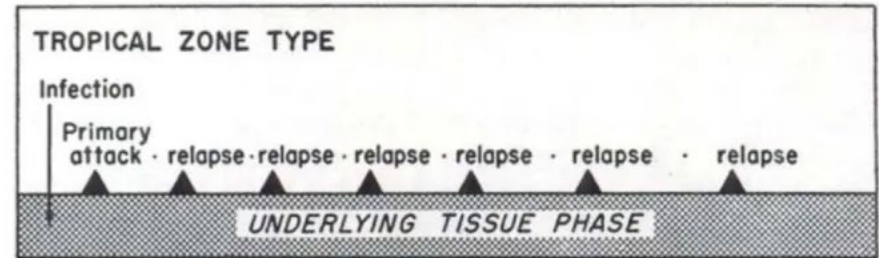 TROPICAL ZONE TYPE
Infection
Primary
attack · relapse · relapse · relapse · relapse · relapse · relapse
UNDERLYING TISSUE PHASE